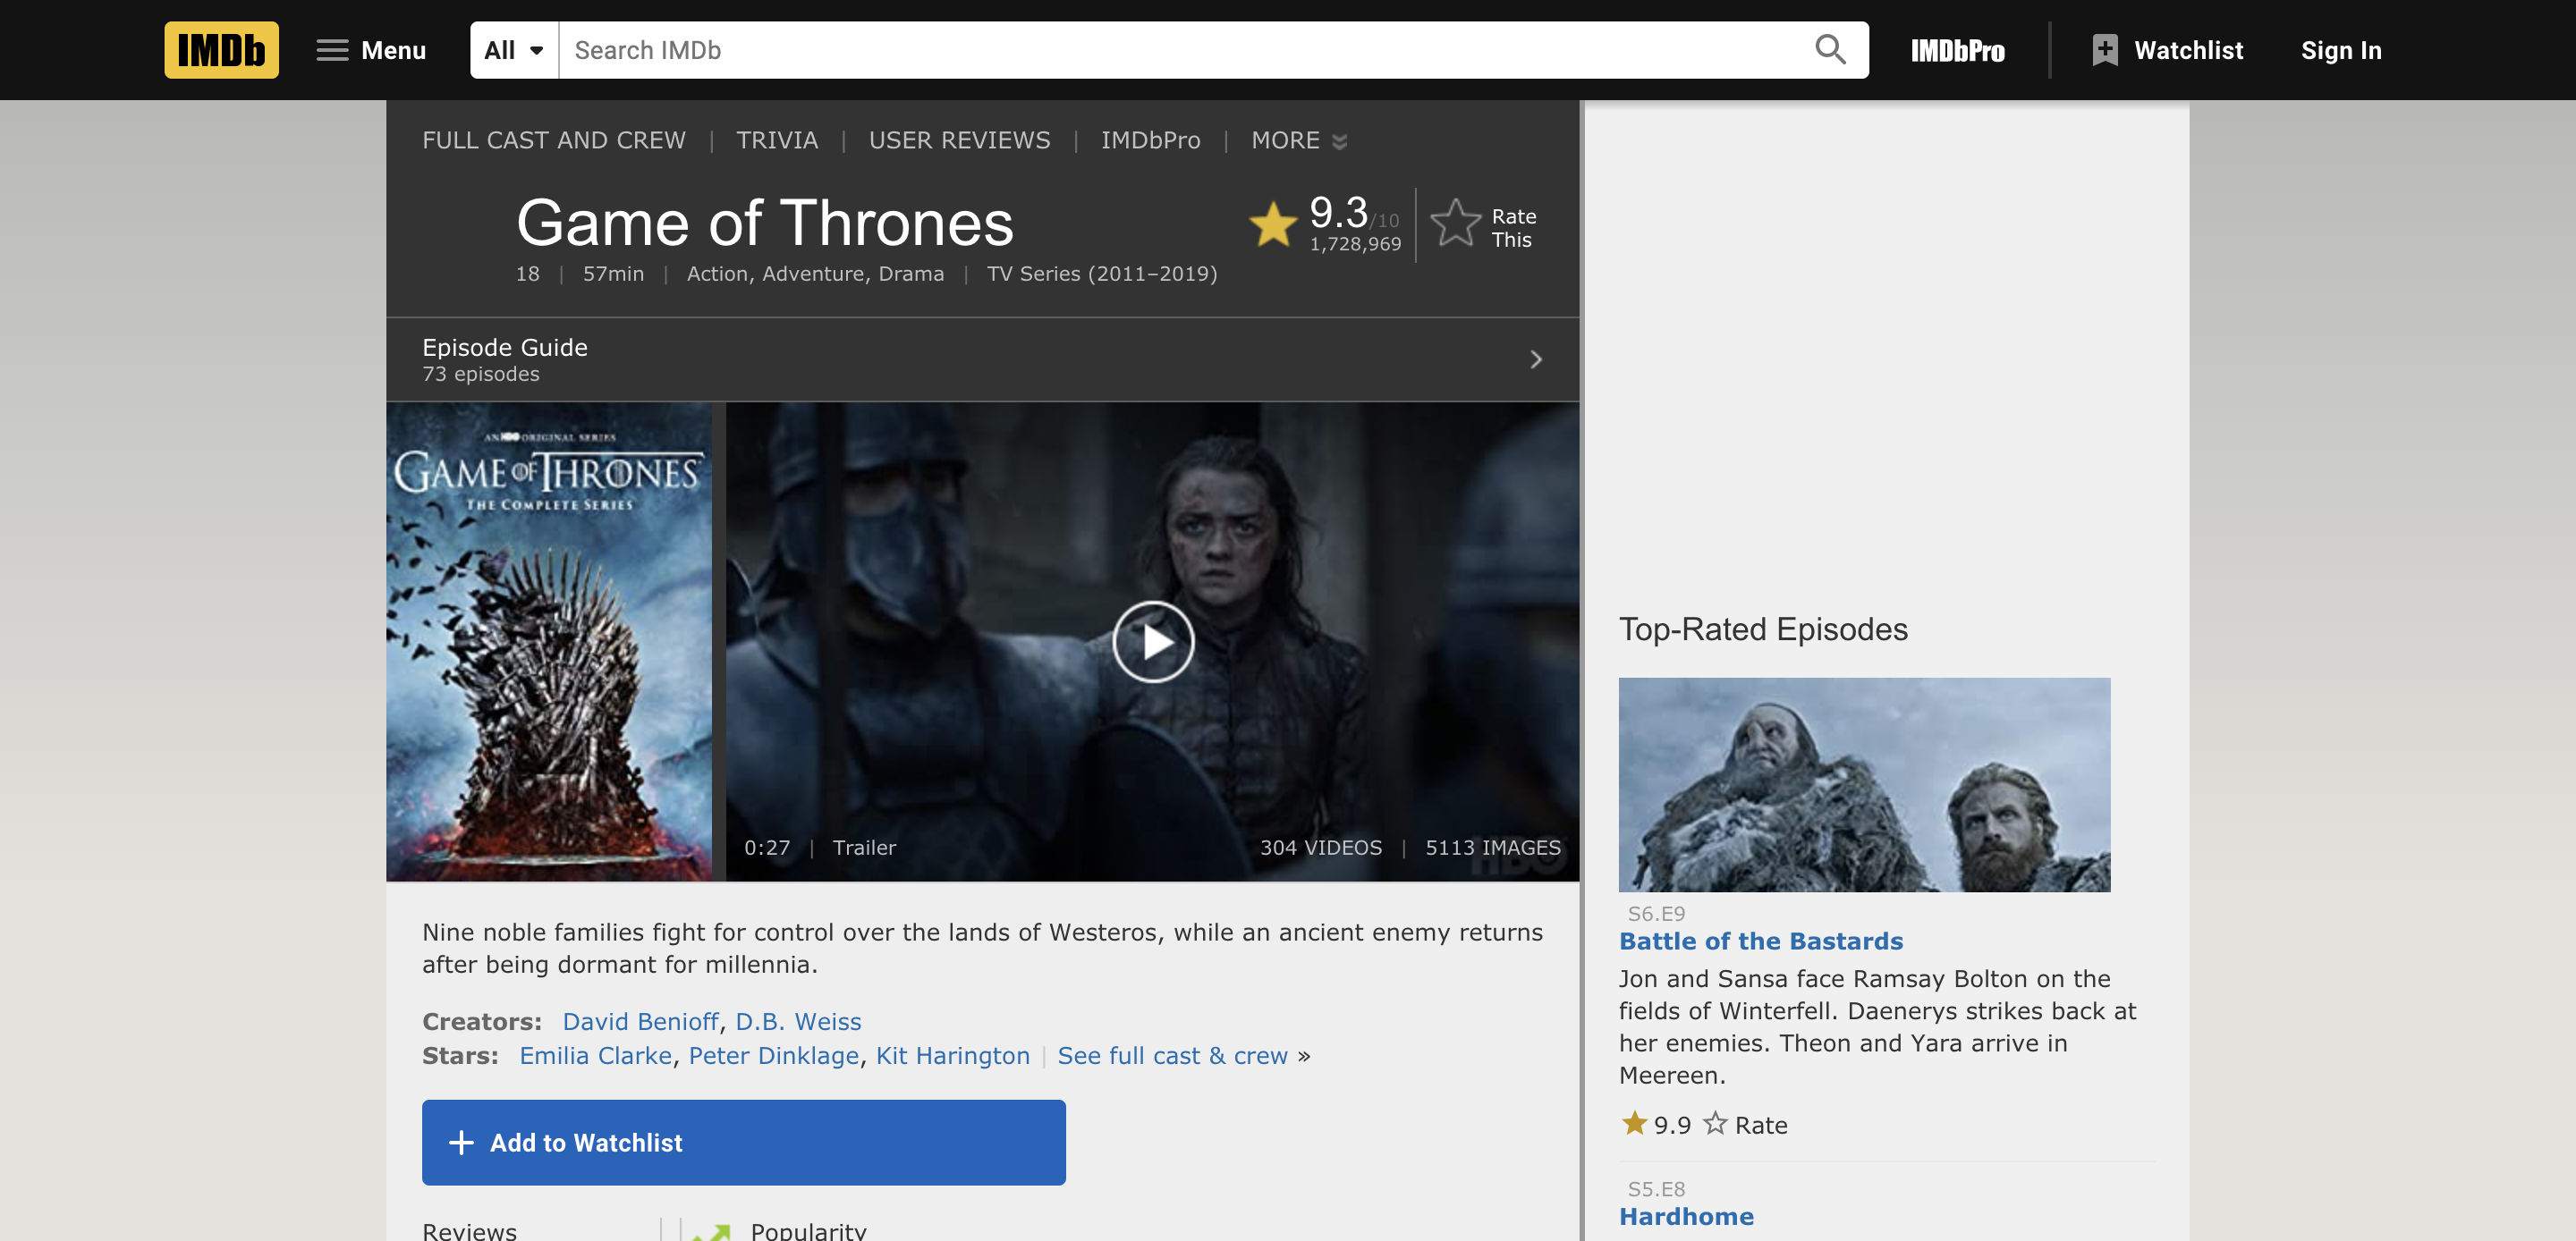 IMDb
Menu
All
Search IMDb
IMDbPro
Watchlist
Sign In
FULL CAST AND CREW | TRIVIA | USER REVIEWS | IMDbPro | MORE
Game of Thrones
9.3/10
1,728,969
Rate
This
18 | 57min | Action, Adventure, Drama | TV Series (2011–2019)
Episode Guide
73 episodes
AN HBO ORIGINAL SERIES
GAME OF THRONES
THE COMPLETE SERIES
0:27 | Trailer
304 VIDEOS | 5113 IMAGES
HBO
Nine noble families fight for control over the lands of Westeros, while an ancient enemy returns
after being dormant for millennia.
Creators: David Benioff, D.B. Weiss
Stars: Emilia Clarke, Peter Dinklage, Kit Harington | See full cast & crew »
+ Add to Watchlist
Reviews
Popularity
Top-Rated Episodes
S6.E9
Battle of the Bastards
Jon and Sansa face Ramsay Bolton on the
fields of Winterfell. Daenerys strikes back at
her enemies. Theon and Yara arrive in
Meereen.
9.9 Rate
S5.E8
Hardhome